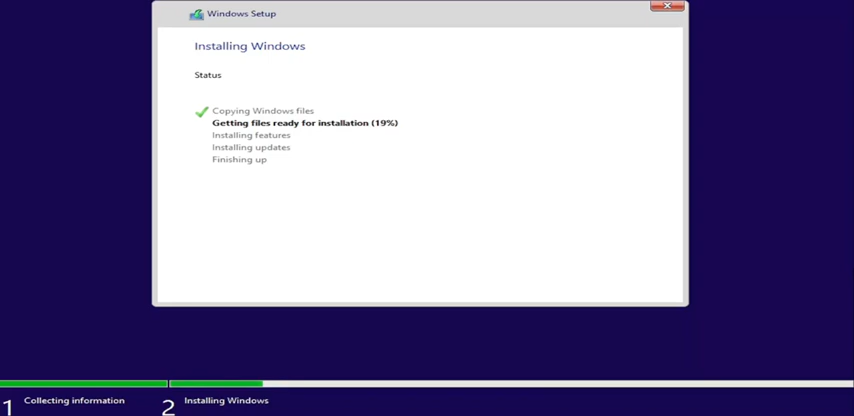 Windows Setup
Installing Windows
Status
Copying Windows files
Getting files ready for installation (19%)
Installing features
Installing updates
Finishing up
1 Collecting information
2 Installing Windows